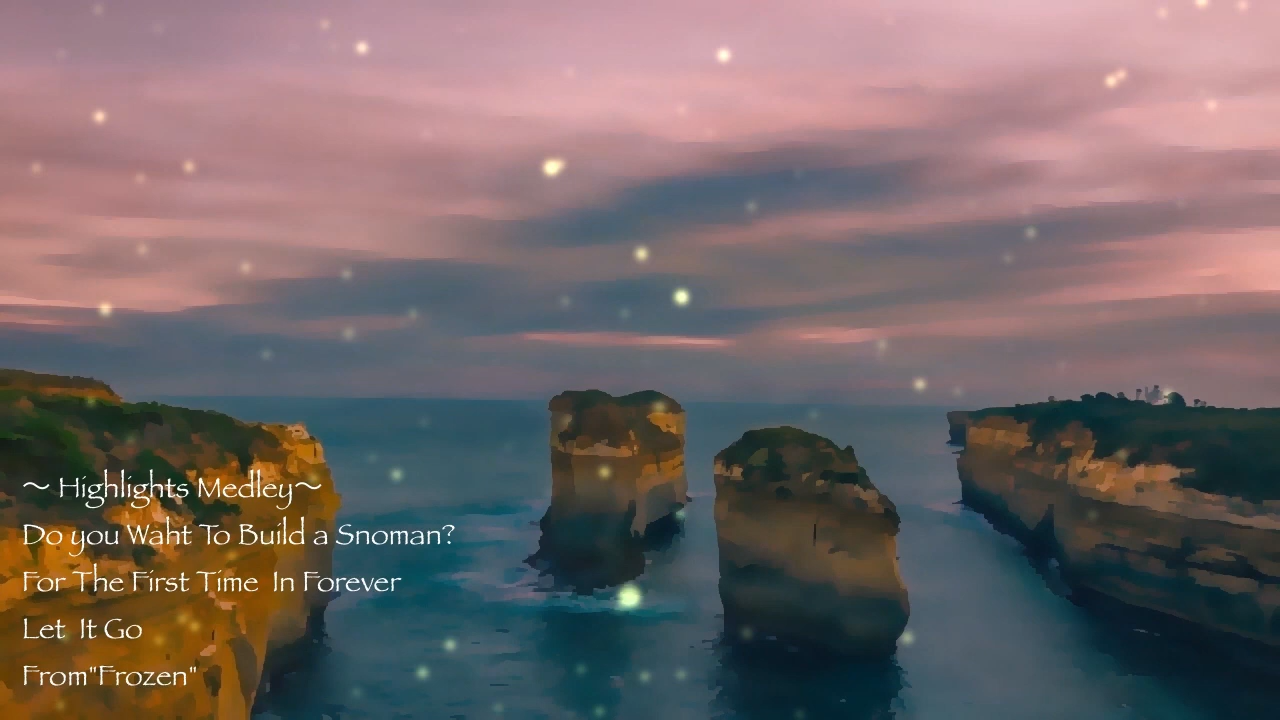 ～ Highlights Medley～
Do you Waht To Build a Snoman?
For The First Time In Forever
Let It Go
From"Frozen"